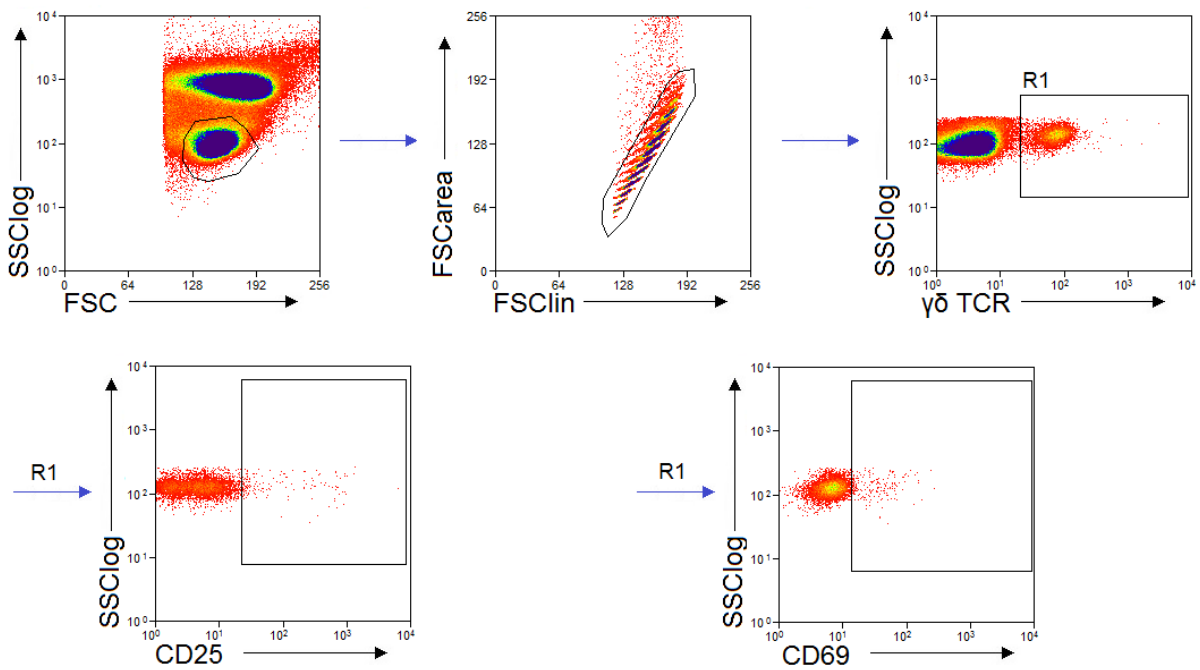 10⁴
10³
10²
10¹
10⁰
SSClog
0 64 128 192 256
FSC
256
192
128
64
0
FSCarea
0 64 128 192 256
FSClin
10⁴
10³
10²
10¹
10⁰
SSClog
R1
10⁰ 10¹ 10² 10³ 10⁴
γδ TCR
R1
10⁴
10³
10²
10¹
10⁰
SSClog
10⁰ 10¹ 10² 10³ 10⁴
CD25
R1
10⁴
10³
10²
10¹
10⁰
SSClog
10⁰ 10¹ 10² 10³ 10⁴
CD69